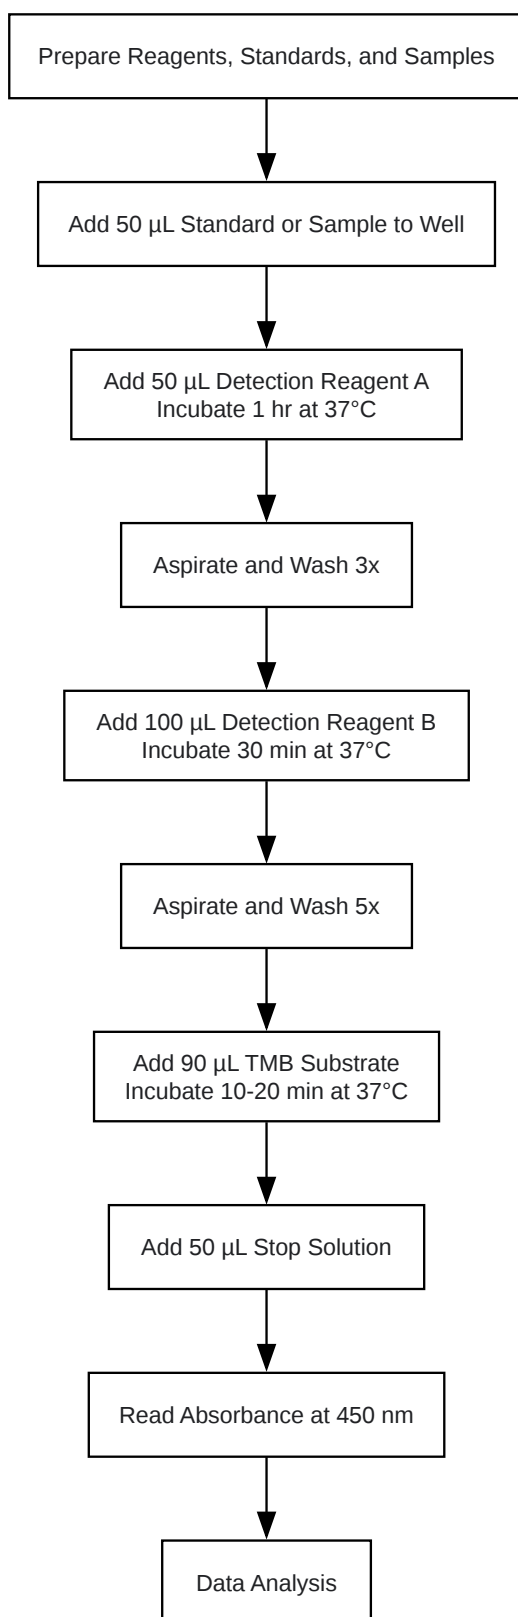 Prepare Reagents, Standards, and Samples
Add 50 µL Standard or Sample to Well
Add 50 µL Detection Reagent A
Incubate 1 hr at 37°C
Aspirate and Wash 3x
Add 100 µL Detection Reagent B
Incubate 30 min at 37°C
Aspirate and Wash 5x
Add 90 µL TMB Substrate
Incubate 10-20 min at 37°C
Add 50 µL Stop Solution
Read Absorbance at 450 nm
Data Analysis